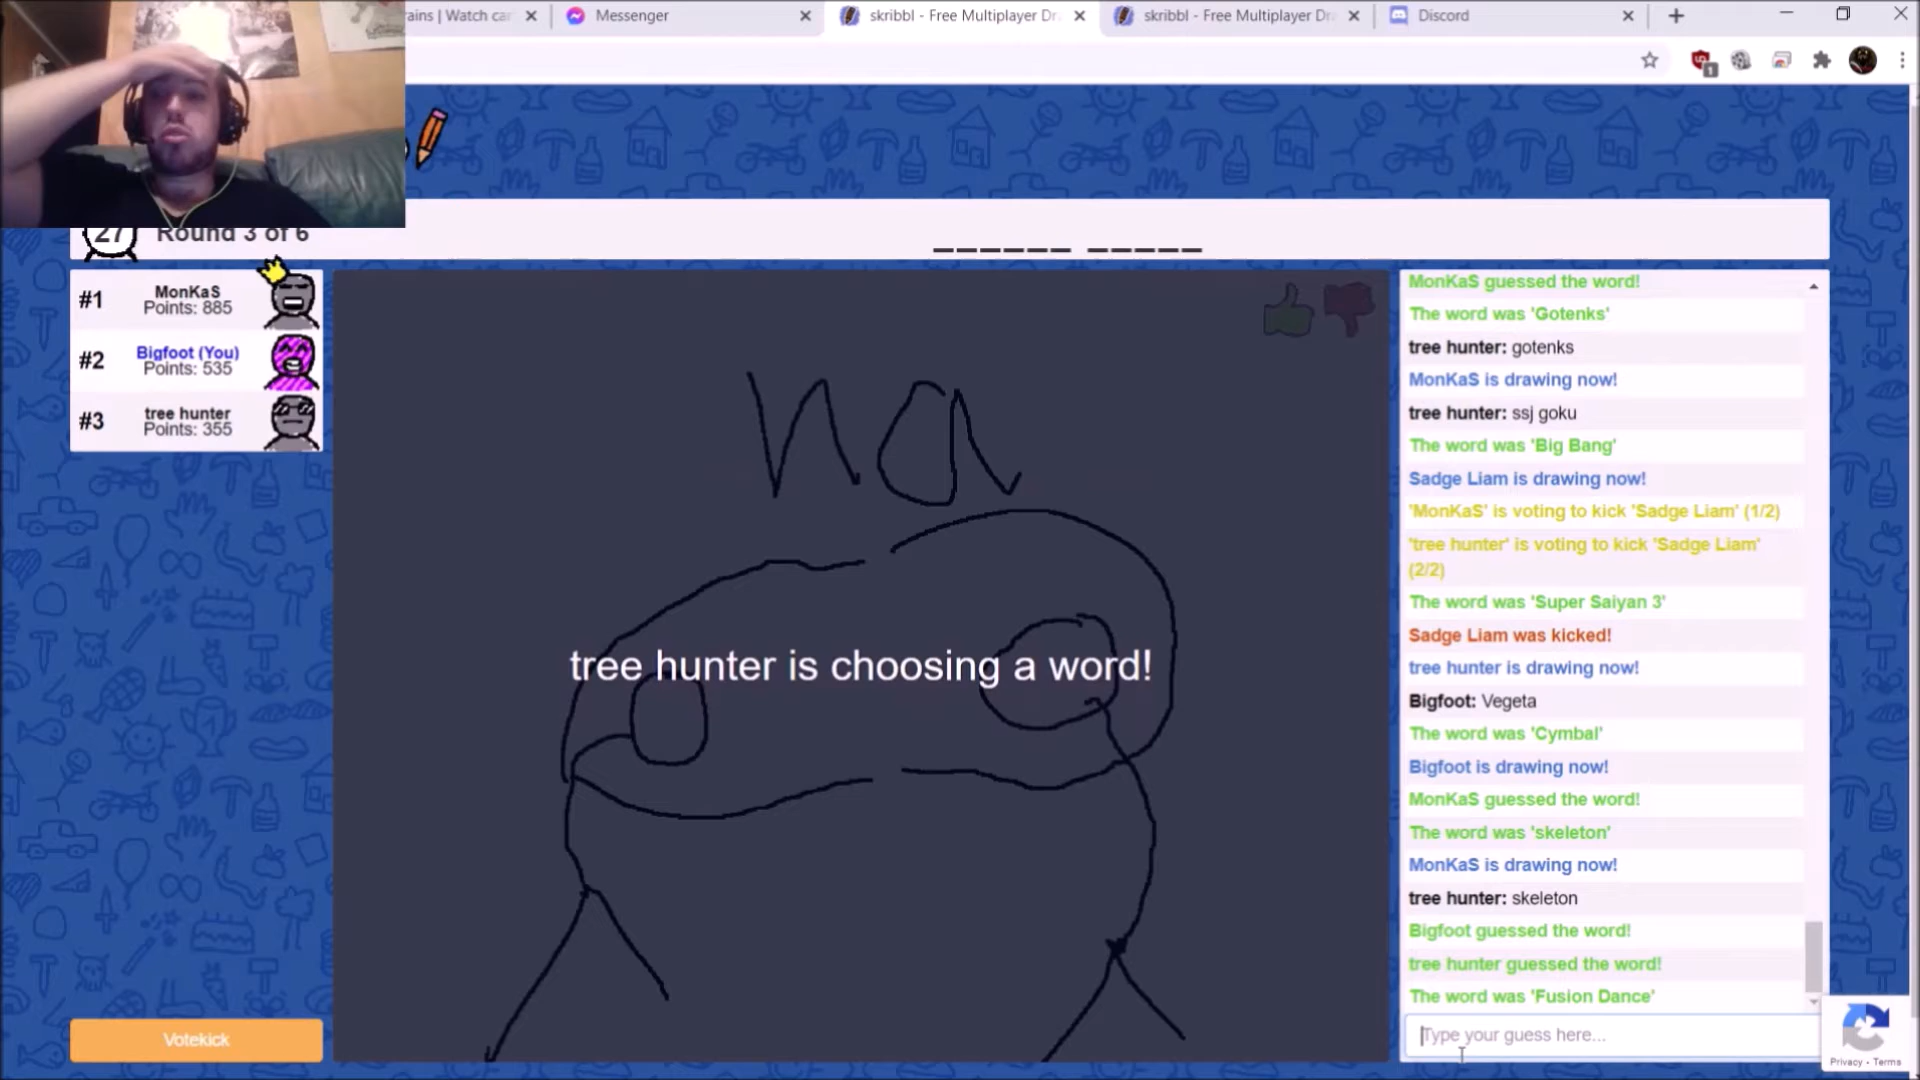 rains | Watch car
Messenger
skribbl - Free Multiplayer Dr
skribbl - Free Multiplayer Dr
Discord
1
27
Round 3 of 6
______ _____
#1
MonKaS
Points: 885
#2
Bigfoot (You)
Points: 535
#3
tree hunter
Points: 355
Votekick
Ha
tree hunter is choosing a word!
MonKaS guessed the word!
The word was 'Gotenks'
tree hunter: gotenks
MonKaS is drawing now!
tree hunter: ssj goku
The word was 'Big Bang'
Sadge Liam is drawing now!
'MonKaS' is voting to kick 'Sadge Liam' (1/2)
'tree hunter' is voting to kick 'Sadge Liam'
(2/2)
The word was 'Super Saiyan 3'
Sadge Liam was kicked!
tree hunter is drawing now!
Bigfoot: Vegeta
The word was 'Cymbal'
Bigfoot is drawing now!
MonKaS guessed the word!
The word was 'skeleton'
MonKaS is drawing now!
tree hunter: skeleton
Bigfoot guessed the word!
tree hunter guessed the word!
The word was 'Fusion Dance'
Type your guess here...
Privacy - Terms